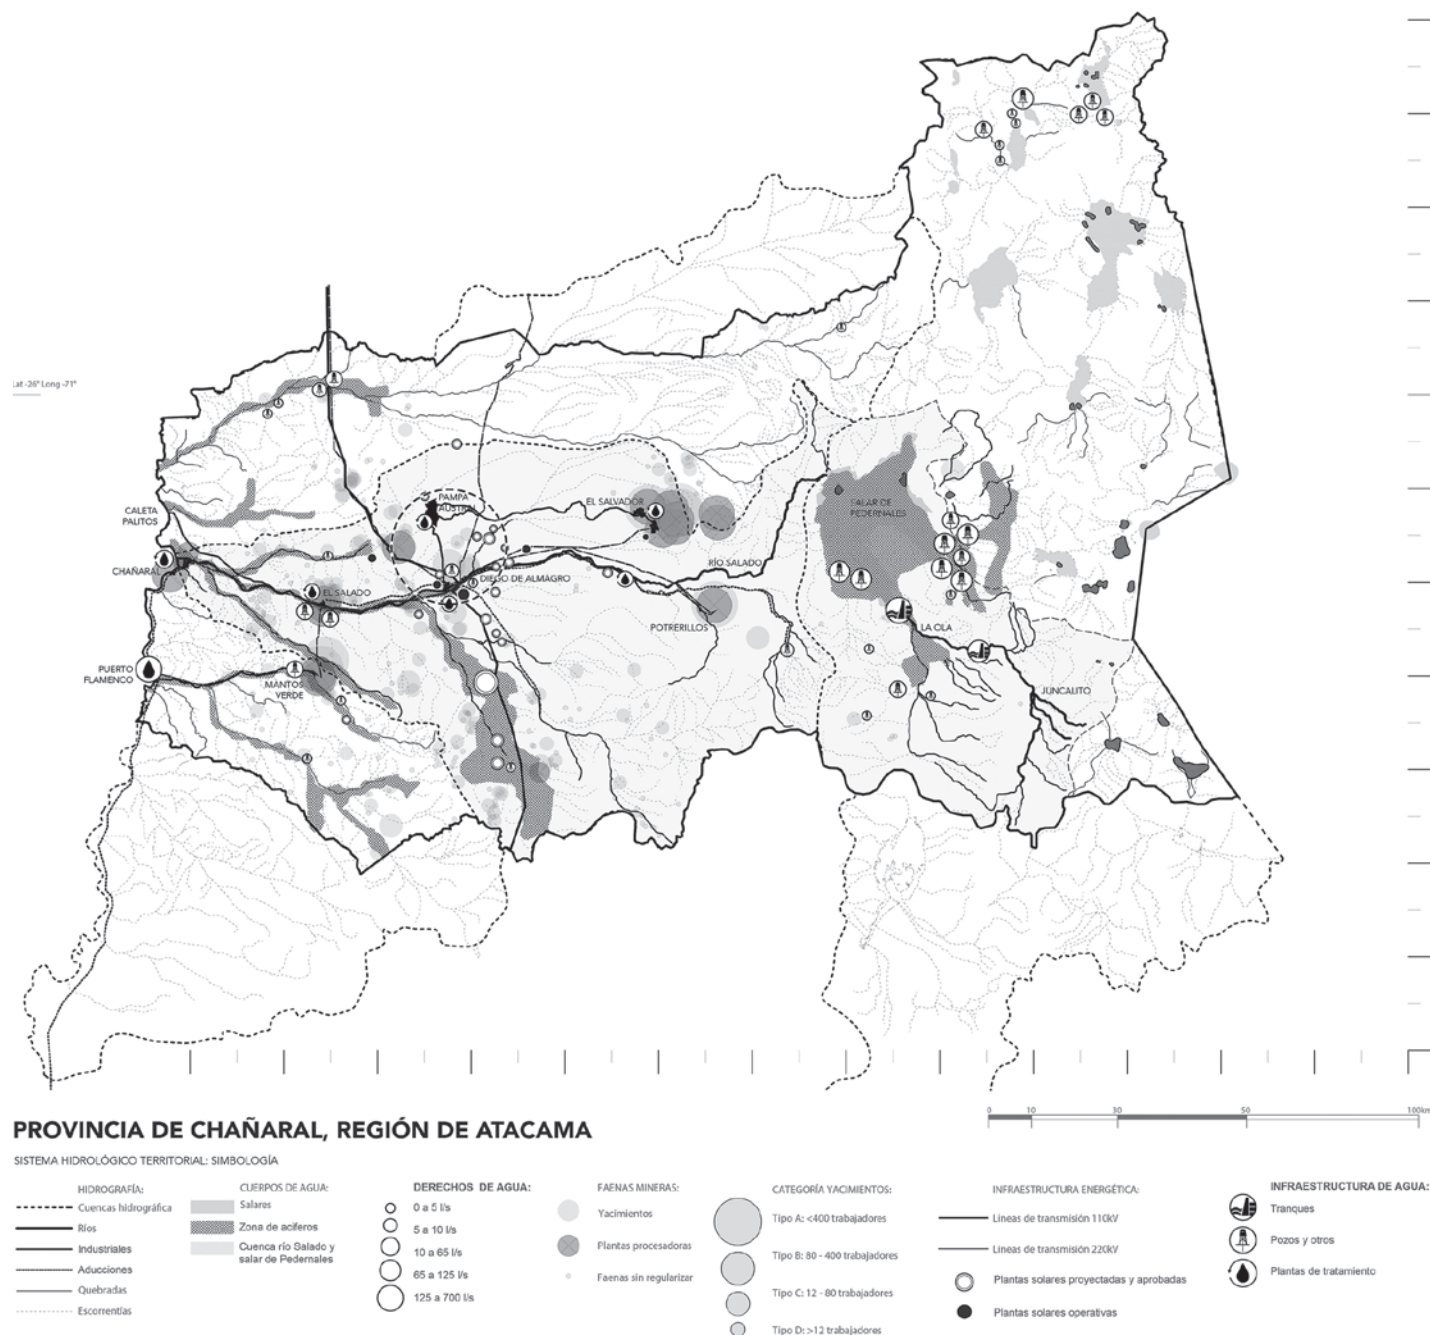 Lat -26° Long -71°
CALETA
PALITOS
CHAÑARAL
PUERTO
FLAMENCO
EL SALADO
MANTOS
VERDE
PAMPA
AUSTRAL
DIEGO DE ALMAGRO
EL SALVADOR
POTRERILLOS
RÍO SALADO
SALAR DE
PEDERNALES
LA OLA
JUNCALITO
0 10 30 50 100km
PROVINCIA DE CHAÑARAL, REGIÓN DE ATACAMA
SISTEMA HIDROLÓGICO TERRITORIAL: SIMBOLOGÍA
HIDROGRAFÍA:
Cuencas hidrográfica
Ríos
Industriales
Aducciones
Quebradas
Escorrentías
CUERPOS DE AGUA:
Salares
Zona de aciferos
Cuenca río Salado y
salar de Pedernales
DERECHOS DE AGUA:
0 a 5 l/s
5 a 10 l/s
10 a 65 l/s
65 a 125 l/s
125 a 700 l/s
FAENAS MINERAS:
Yacimientos
Plantas procesadoras
Faenas sin regularizar
CATEGORÍA YACIMIENTOS:
Tipo A: <400 trabajadores
Tipo B: 80 - 400 trabajadores
Tipo C: 12 - 80 trabajadores
Tipo D: >12 trabajadores
INFRAESTRUCTURA ENERGÉTICA:
Líneas de transmisión 110kV
Líneas de transmisión 220kV
Plantas solares proyectadas y aprobadas
Plantas solares operativas
INFRAESTRUCTURA DE AGUA:
Tranques
Pozos y otros
Plantas de tratamiento